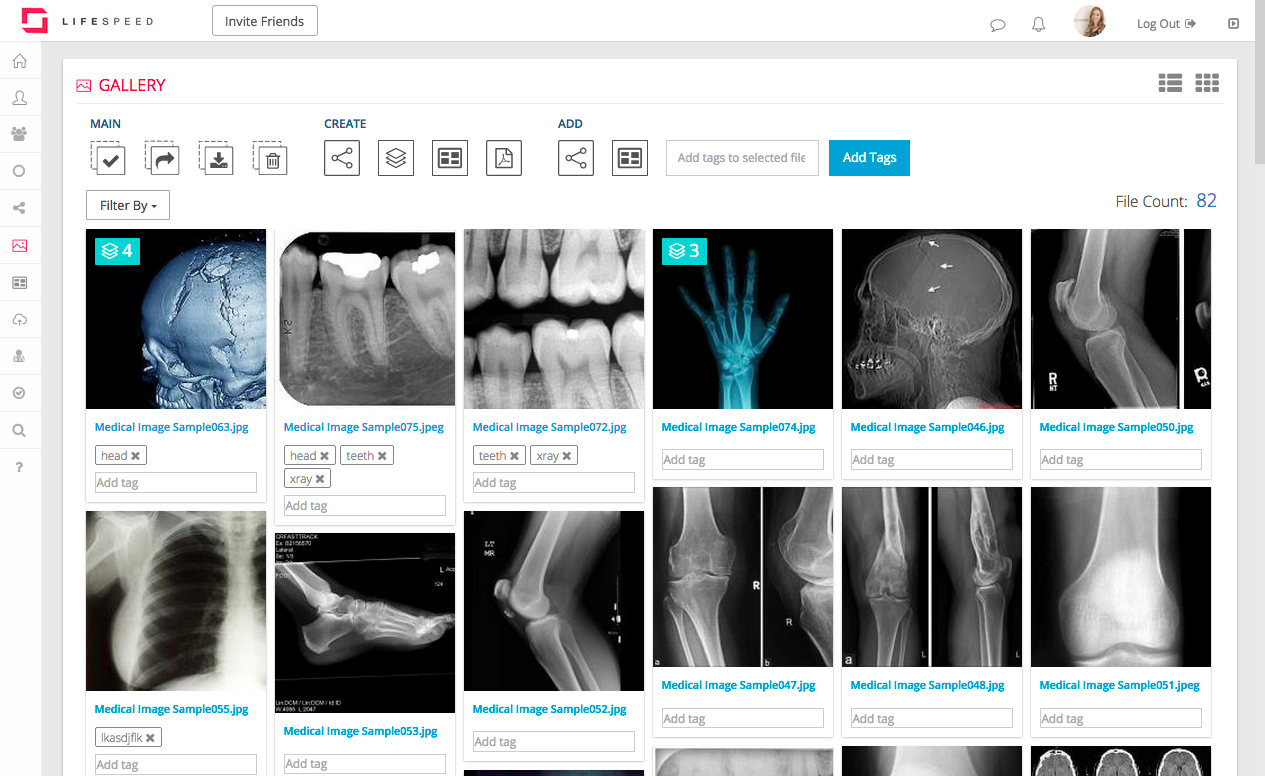 LIFESPEED
Invite Friends
Log Out
GALLERY
MAIN
CREATE
ADD
Add tags to selected file
Add Tags
Filter By
File Count: 82
4
3
Medical Image Sample063.jpg
head
Add tag
Medical Image Sample075.jpeg
head
teeth
xray
Add tag
Medical Image Sample072.jpg
teeth
xray
Add tag
Medical Image Sample074.jpg
Add tag
Medical Image Sample046.jpg
Add tag
R
Medical Image Sample050.jpg
Add tag
Medical Image Sample055.jpg
lkasdjflk
Add tag
CRFASTTRACK
Lateral
L
124
Medical Image Sample053.jpg
Add tag
LT
MR
Medical Image Sample052.jpg
Add tag
R
R
a
b
Medical Image Sample047.jpg
Add tag
a
L
L
Medical Image Sample048.jpg
Add tag
Medical Image Sample051.jpeg
Add tag